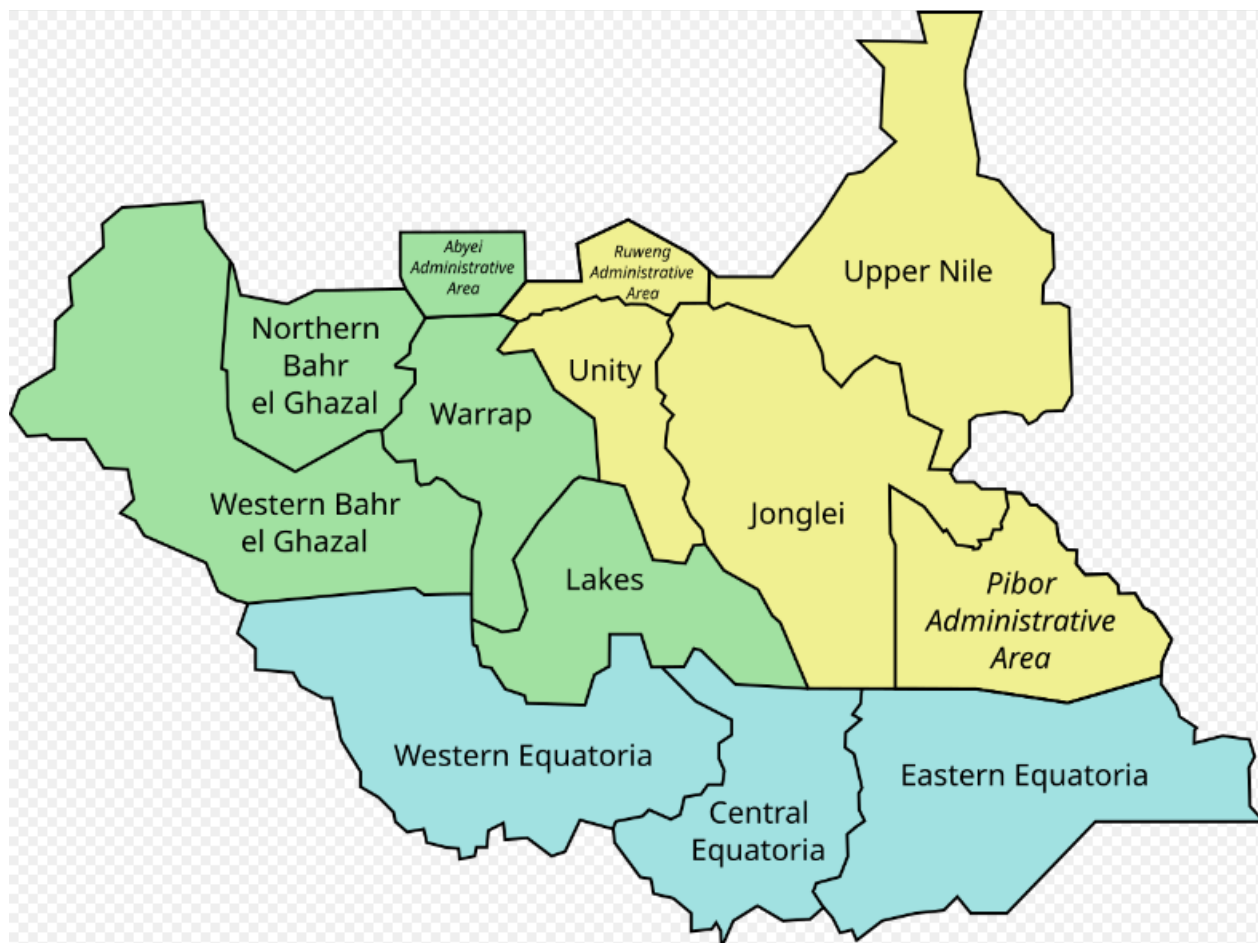 Abyei
Administrative
Area
Ruweng
Administrative
Area
Upper Nile
Northern
Bahr
el Ghazal
Unity
Warrap
Western Bahr
el Ghazal
Jonglei
Lakes
Pibor
Administrative
Area
Western Equatoria
Central
Equatoria
Eastern Equatoria